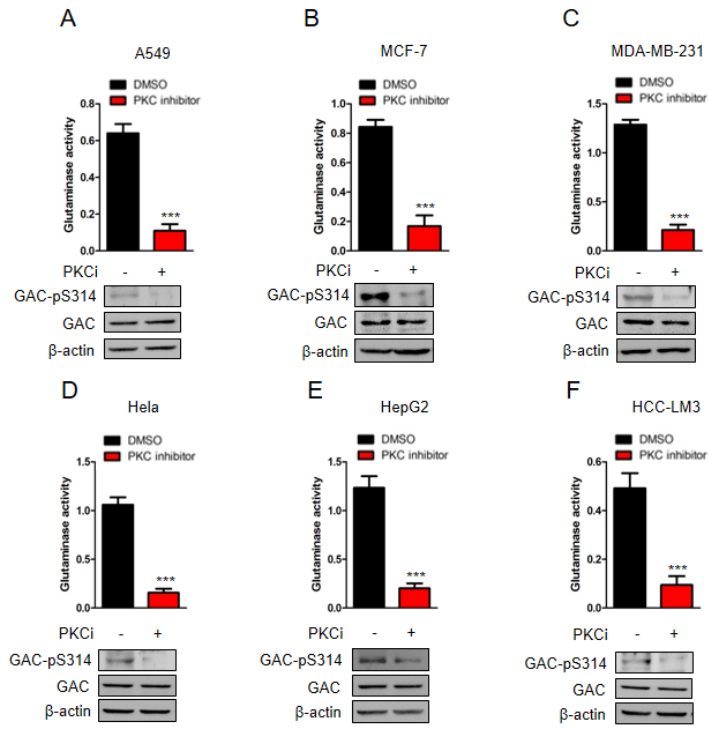 A
A549
DMSO
PKC inhibitor
Glutaminase activity
0.8
0.6
0.4
0.2
0.0
***
PKCi - +
GAC-pS314
GAC
β-actin
B
MCF-7
DMSO
PKC inhibitor
Glutaminase activity
1.0
0.8
0.6
0.4
0.2
0.0
***
PKCi - +
GAC-pS314
GAC
β-actin
C
MDA-MB-231
DMSO
PKC inhibitor
Glutaminase activity
1.5
1.0
0.5
0.0
***
PKCi - +
GAC-pS314
GAC
β-actin
D
Hela
DMSO
PKC inhibitor
Glutaminase activity
1.5
1.0
0.5
0.0
***
PKCi - +
GAC-pS314
GAC
β-actin
E
HepG2
DMSO
PKC inhibitor
Glutaminase activity
1.5
1.0
0.5
0.0
***
PKCi - +
GAC-pS314
GAC
β-actin
F
HCC-LM3
DMSO
PKC inhibitor
Glutaminase activity
0.6
0.4
0.2
0.0
***
PKCi - +
GAC-pS314
GAC
β-actin